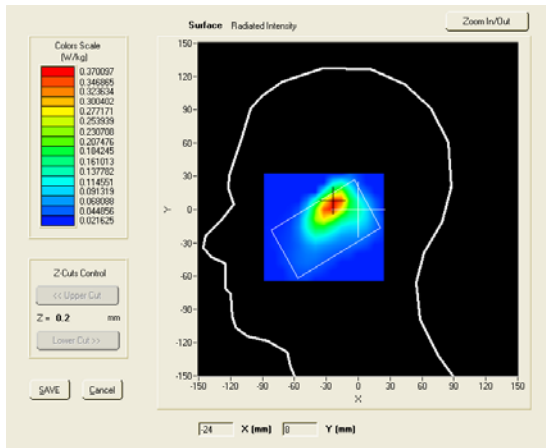 Surface Radiated Intensity
Zoom In/Out
Colors Scale
(W/kg)
0.370097
0.346865
0.323634
0.300402
0.277171
0.253939
0.230708
0.207476
0.184245
0.161013
0.137782
0.114551
0.091319
0.068088
0.044856
0.021625
Z-Cuts Control
<< Upper Cut
Z = 0.2 mm
Lower Cut >>
SAVE Cancel
150
120
90
60
30
0
-30
-60
-90
-120
-150
Y
-150 -120 -90 -60 -30 0 30 60 90 120 150
X
-24 X (mm) 8 Y (mm)